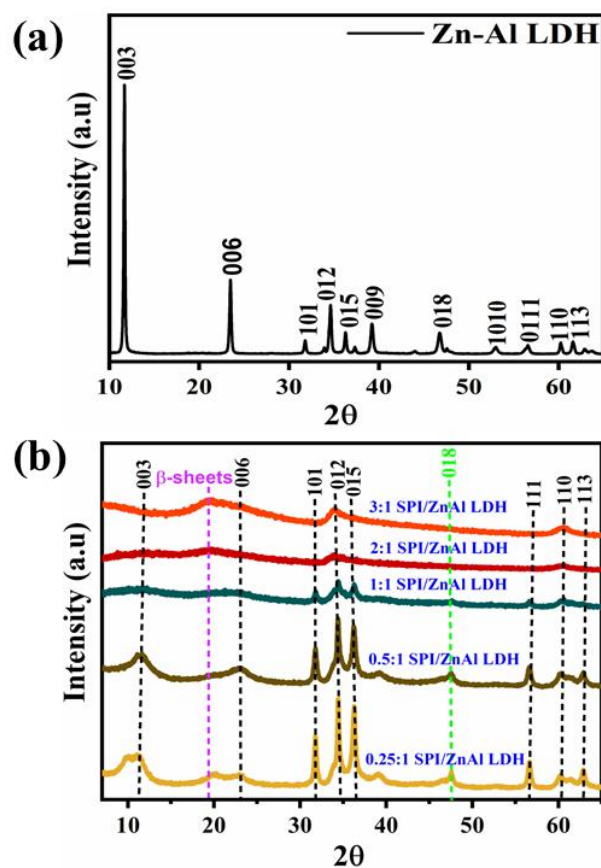 (a)
Zn-Al LDH
Intensity (a.u)
003
006
101
012
015
009
018
1010
0111
110
113
10 20 30 40 50 60
2θ
(b)
Intensity (a.u)
003
β-sheets
006
101
012
015
018
111
110
113
3:1 SPI/ZnAl LDH
2:1 SPI/ZnAl LDH
1:1 SPI/ZnAl LDH
0.5:1 SPI/ZnAl LDH
0.25:1 SPI/ZnAl LDH
10 20 30 40 50 60
2θ